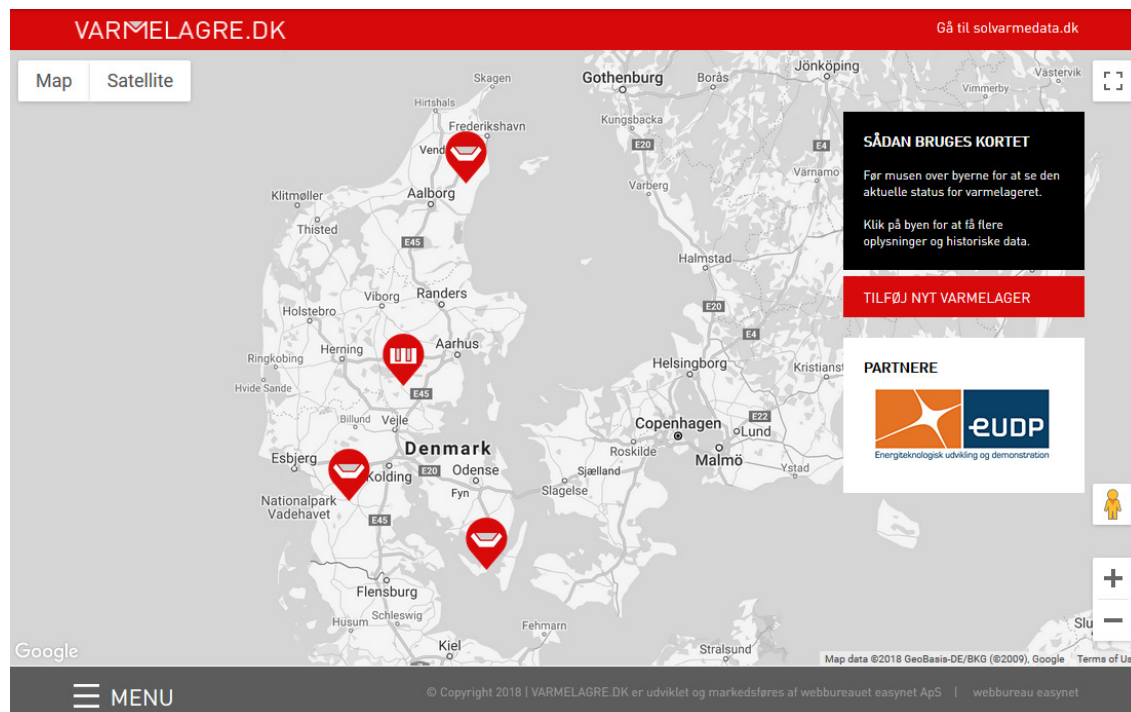 VARMELAGRE.DK
Gå til solvarmedata.dk
Map
Satellite
Skagen
Gothenburg
Borås
Jönköping
Västervik
Vimmerby
Hirtshals
Frederikshavn
Kungsbacka
E20
E4
Vend
Värnamo
Varberg
Klitmøller
Aalborg
Thisted
E45
Halmstad
SÅDAN BRUGES KORTET
Før musen over byerne for at se den
aktuelle status for varmelageret.
Klik på byen for at få flere
oplysninger og historiske data.
TILFØJ NYT VARMELAGER
Viborg
Randers
Holstebro
E20
E4
Ringkobing
Herning
Aarhus
Helsingborg
Kristianst
Hvide Sande
E45
PARTNERE
eUDP
Energiteknologisk udvikling og demonstration
Billund
Vejle
Copenhagen
E22
Lund
Denmark
Roskilde
Malmö
Ystad
Esbjerg
Kolding
E20
Odense
Sjælland
Fyn
Slagelse
Nationalpark
Vadehavet
E45
Flensburg
Schleswig
Husum
Fehmarn
Kiel
Stralsund
Słu
Google
Map data ©2018 GeoBasis-DE/BKG (©2009), Google
Terms of Us
MENU
© Copyright 2018 | VARMELAGRE.DK er udviklet og markedsføres af webbureauet easynet ApS | webbureau easynet